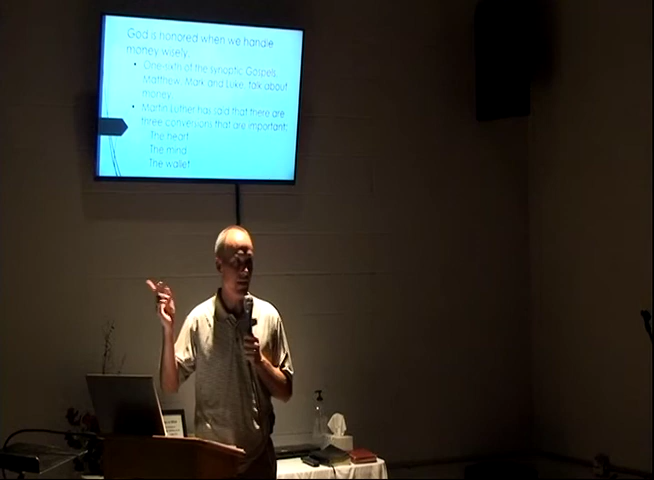 God is honored when we handle
money wisely.
• One-sixth of the synoptic Gospels,
Matthew, Mark and Luke, talk about
money.
• Martin Luther has said that there are
three conversions that are important;
The heart
The mind
The wallet